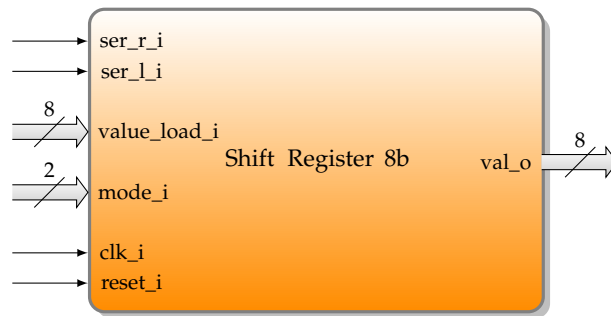 ser_r_i
ser_l_i
8
value_load_i
Shift Register 8b
8
val_o
2
mode_i
clk_i
reset_i